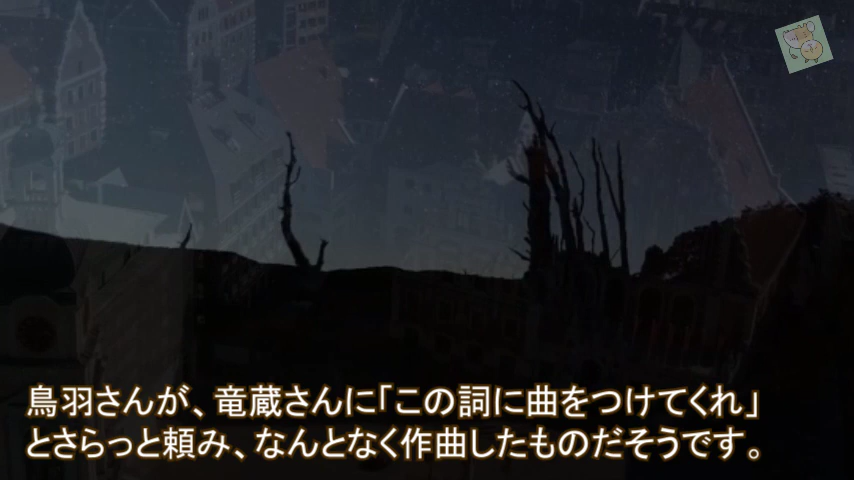 鳥羽さんが、竜蔵さんに「この詞に曲をつけてくれ」
とさらっと頼み、なんとなく作曲したものだそうです。